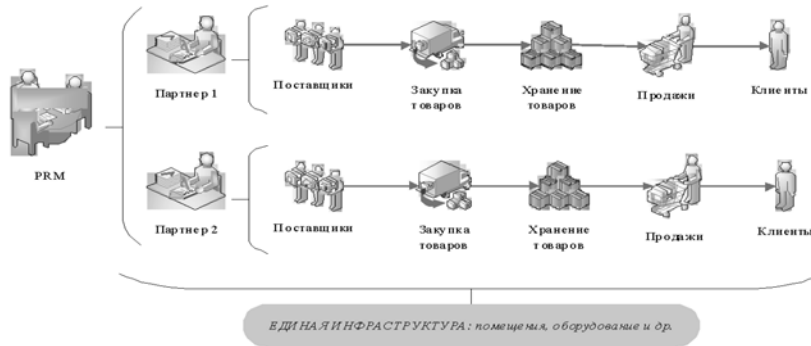 Партнер 1
Поставщики
Закупка
товаров
Хранение
товаров
Продажи
Клиенты
PRM
Партнер 2
Поставщики
Закупка
товаров
Хранение
товаров
Продажи
Клиенты
ЕДИНАЯ ИНФРАСТРУКТУРА: помещения, оборудование и др.